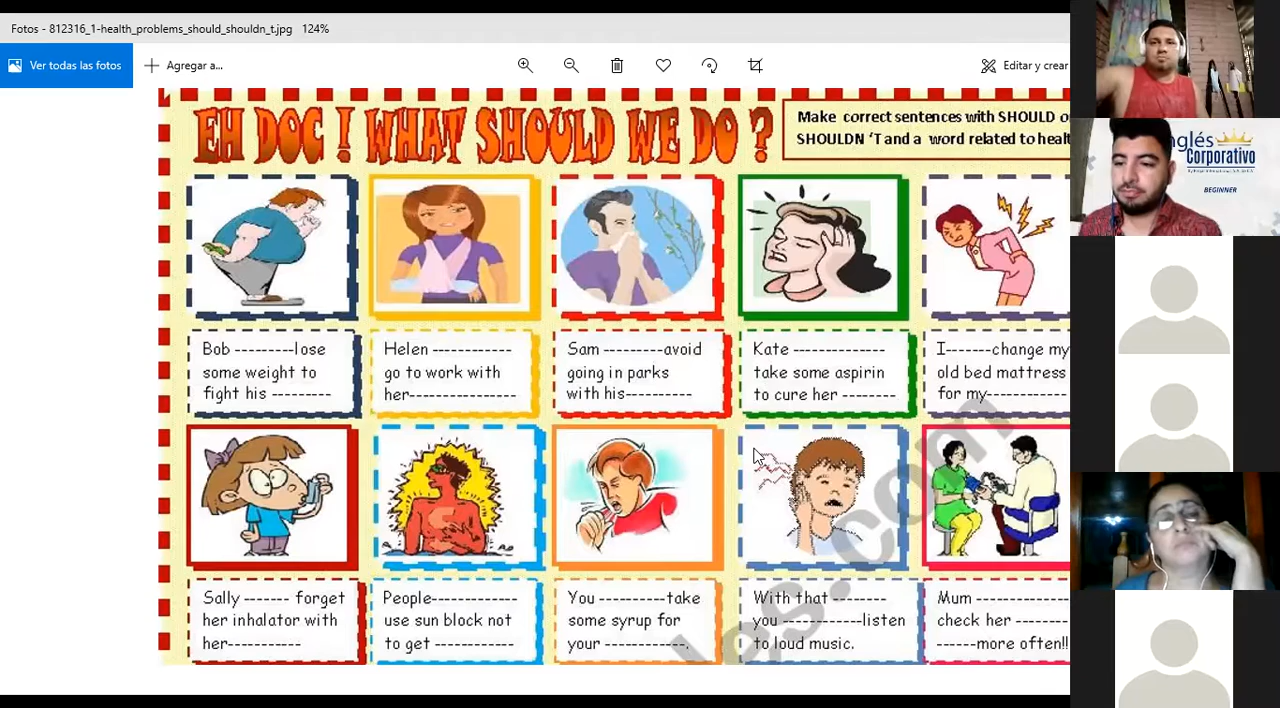 Fotos - 812316_1-health_problems_should_shouldn_t.jpg 124%
Ver todas las fotos
Agregar a...
Editar y crear
EH DOC ! WHAT SHOULD WE DO ?
Make correct sentences with SHOULD o
SHOULDN 'T and a word related to healt
Inglés
Corporativo
BEGINNER
Bob ---------lose
some weight to
fight his ---------
Helen ------------
go to work with
her----------------
Sam ---------avoid
going in parks
with his----------
Kate --------------
take some aspirin
to cure her --------
I-------change my
old bed mattress
for my------------
Sally ------- forget
her inhalator with
her-----------
People-------------
use sun block not
to get ------------
You ----------take
some syrup for
your ------------.
With that --------
you ------------listen
to loud music.
Mum --------------
check her --------
------more often!!
les.com